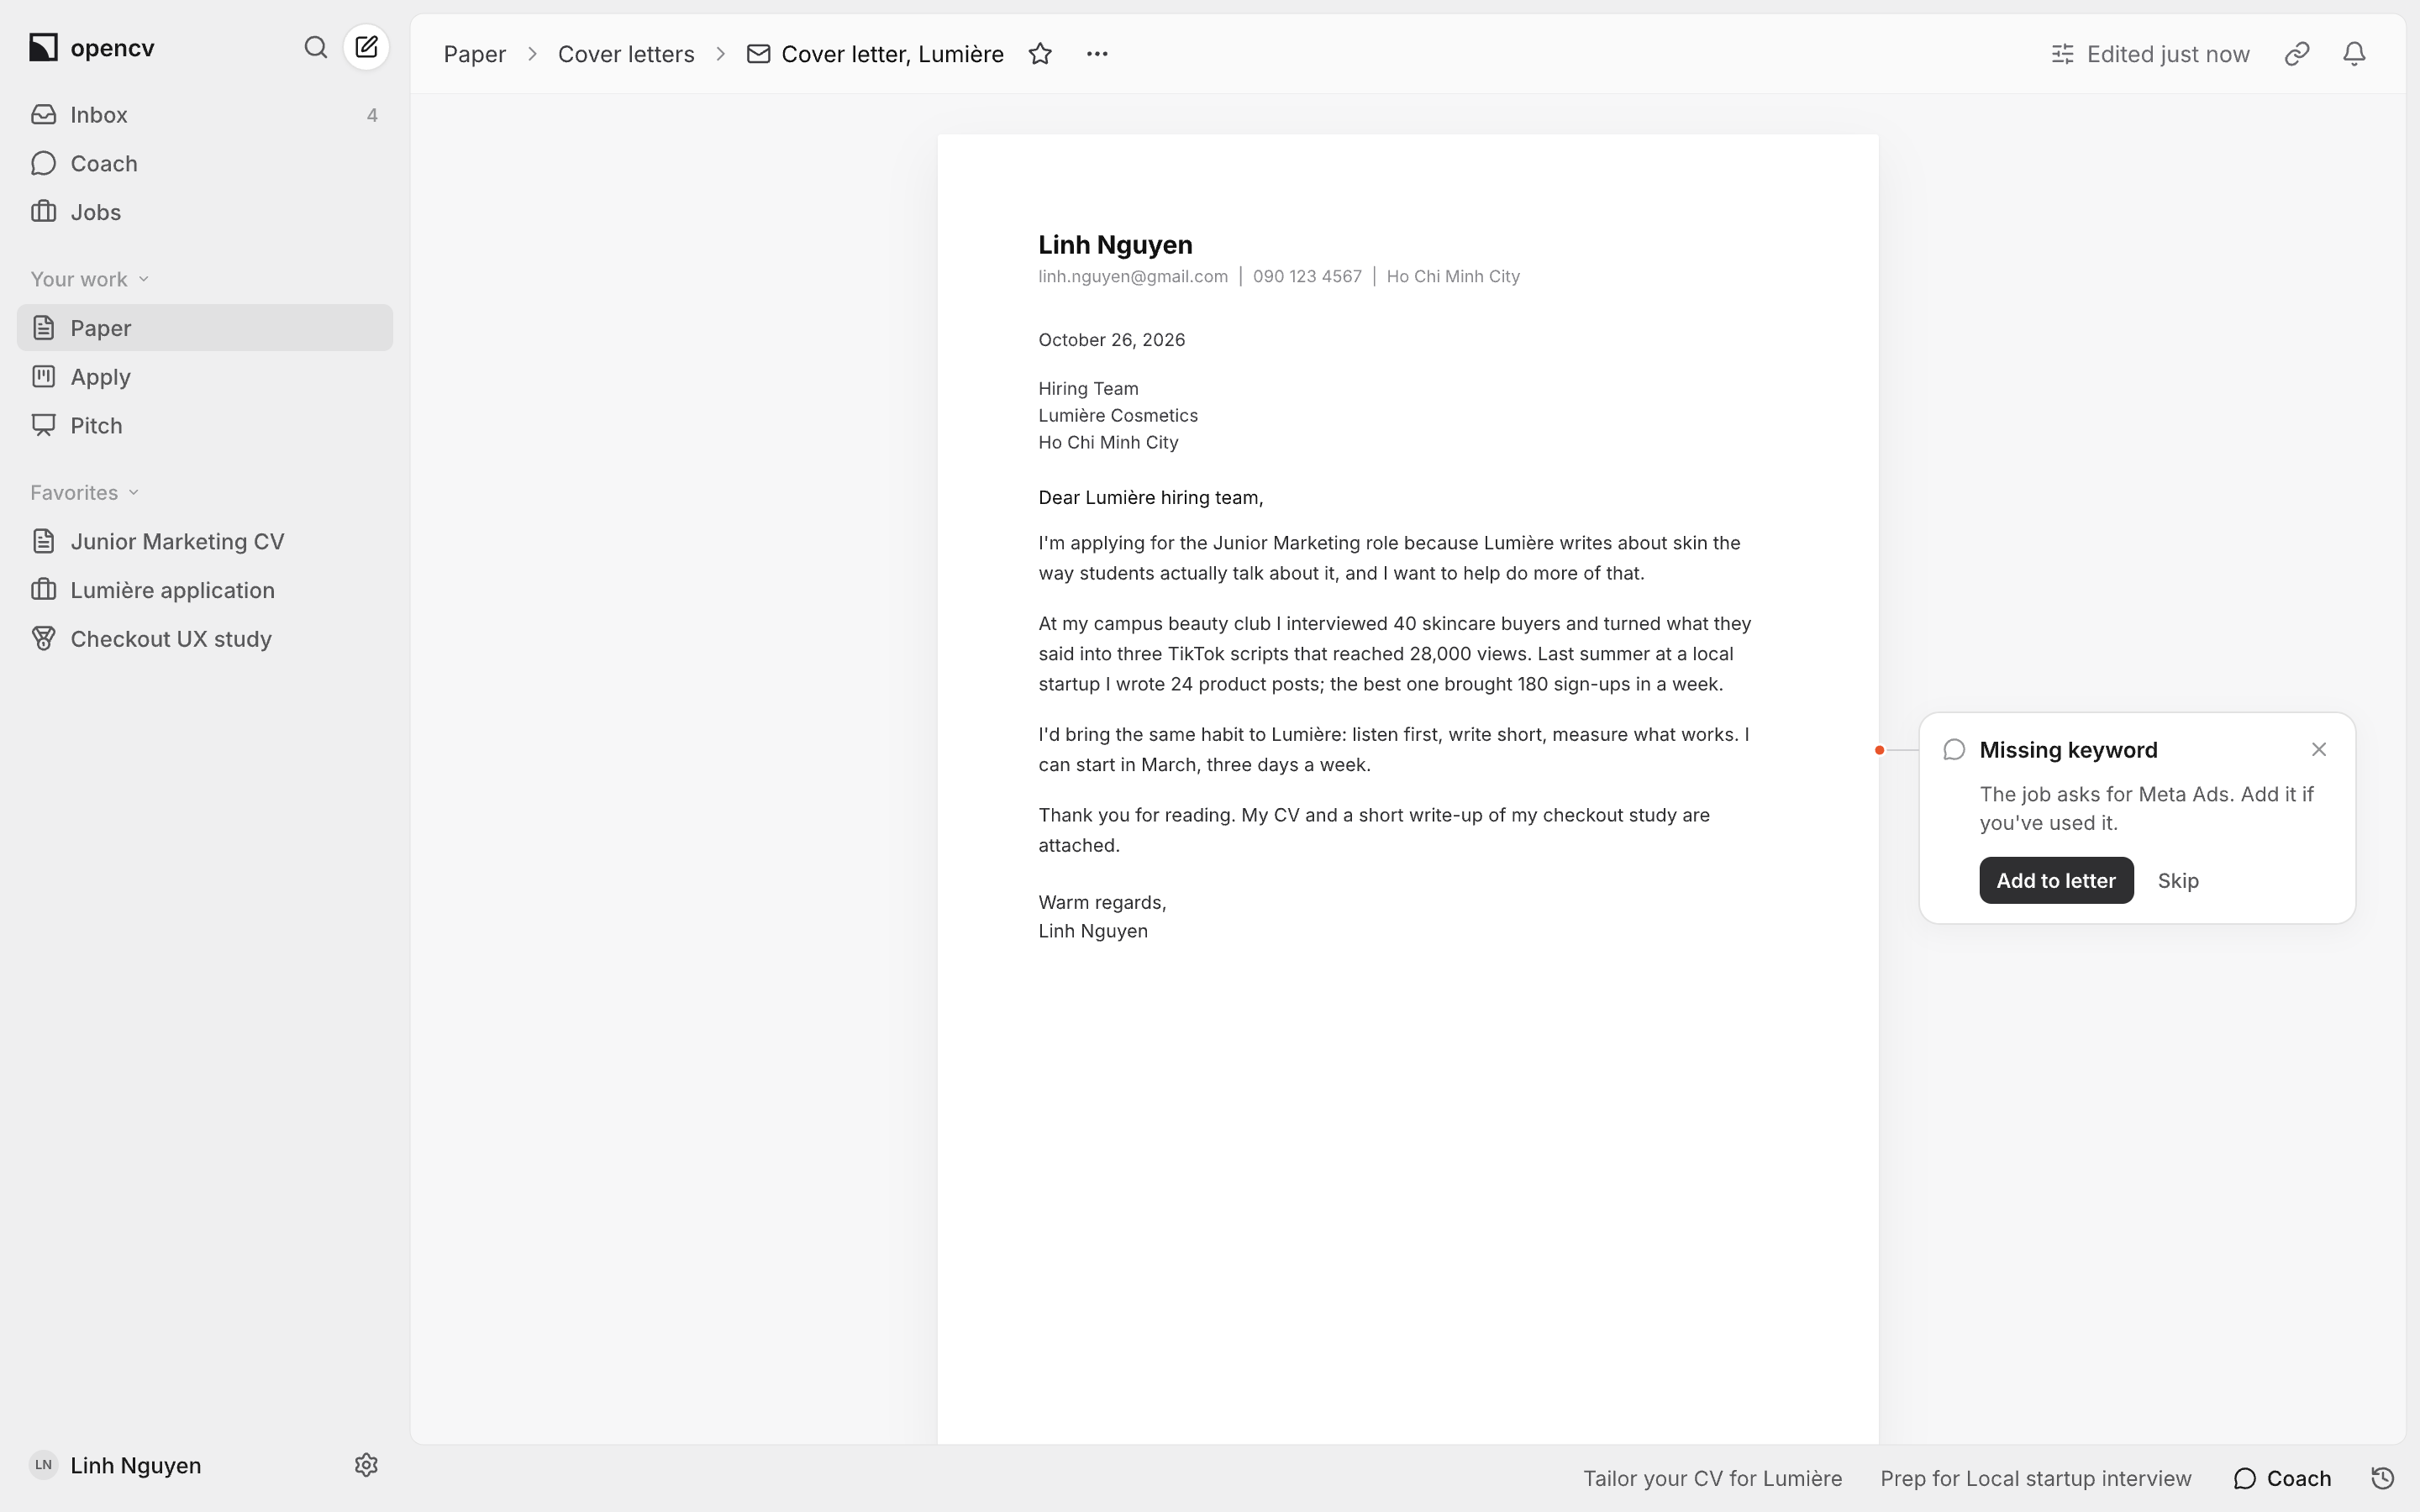 opencv
Inbox
4
Coach
Jobs
Your work
Paper
Apply
Pitch
Favorites
Junior Marketing CV
Lumière application
Checkout UX study
LN
Linh Nguyen
Paper
Cover letters
Cover letter, Lumière
Edited just now
Linh Nguyen
linh.nguyen@gmail.com | 090 123 4567 | Ho Chi Minh City
October 26, 2026
Hiring Team
Lumière Cosmetics
Ho Chi Minh City
Dear Lumière hiring team,
I'm applying for the Junior Marketing role because Lumière writes about skin the
way students actually talk about it, and I want to help do more of that.
At my campus beauty club I interviewed 40 skincare buyers and turned what they
said into three TikTok scripts that reached 28,000 views. Last summer at a local
startup I wrote 24 product posts; the best one brought 180 sign-ups in a week.
I'd bring the same habit to Lumière: listen first, write short, measure what works. I
can start in March, three days a week.
Thank you for reading. My CV and a short write-up of my checkout study are
attached.
Warm regards,
Linh Nguyen
Missing keyword
The job asks for Meta Ads. Add it if
you've used it.
Add to letter
Skip
Tailor your CV for Lumière
Prep for Local startup interview
Coach